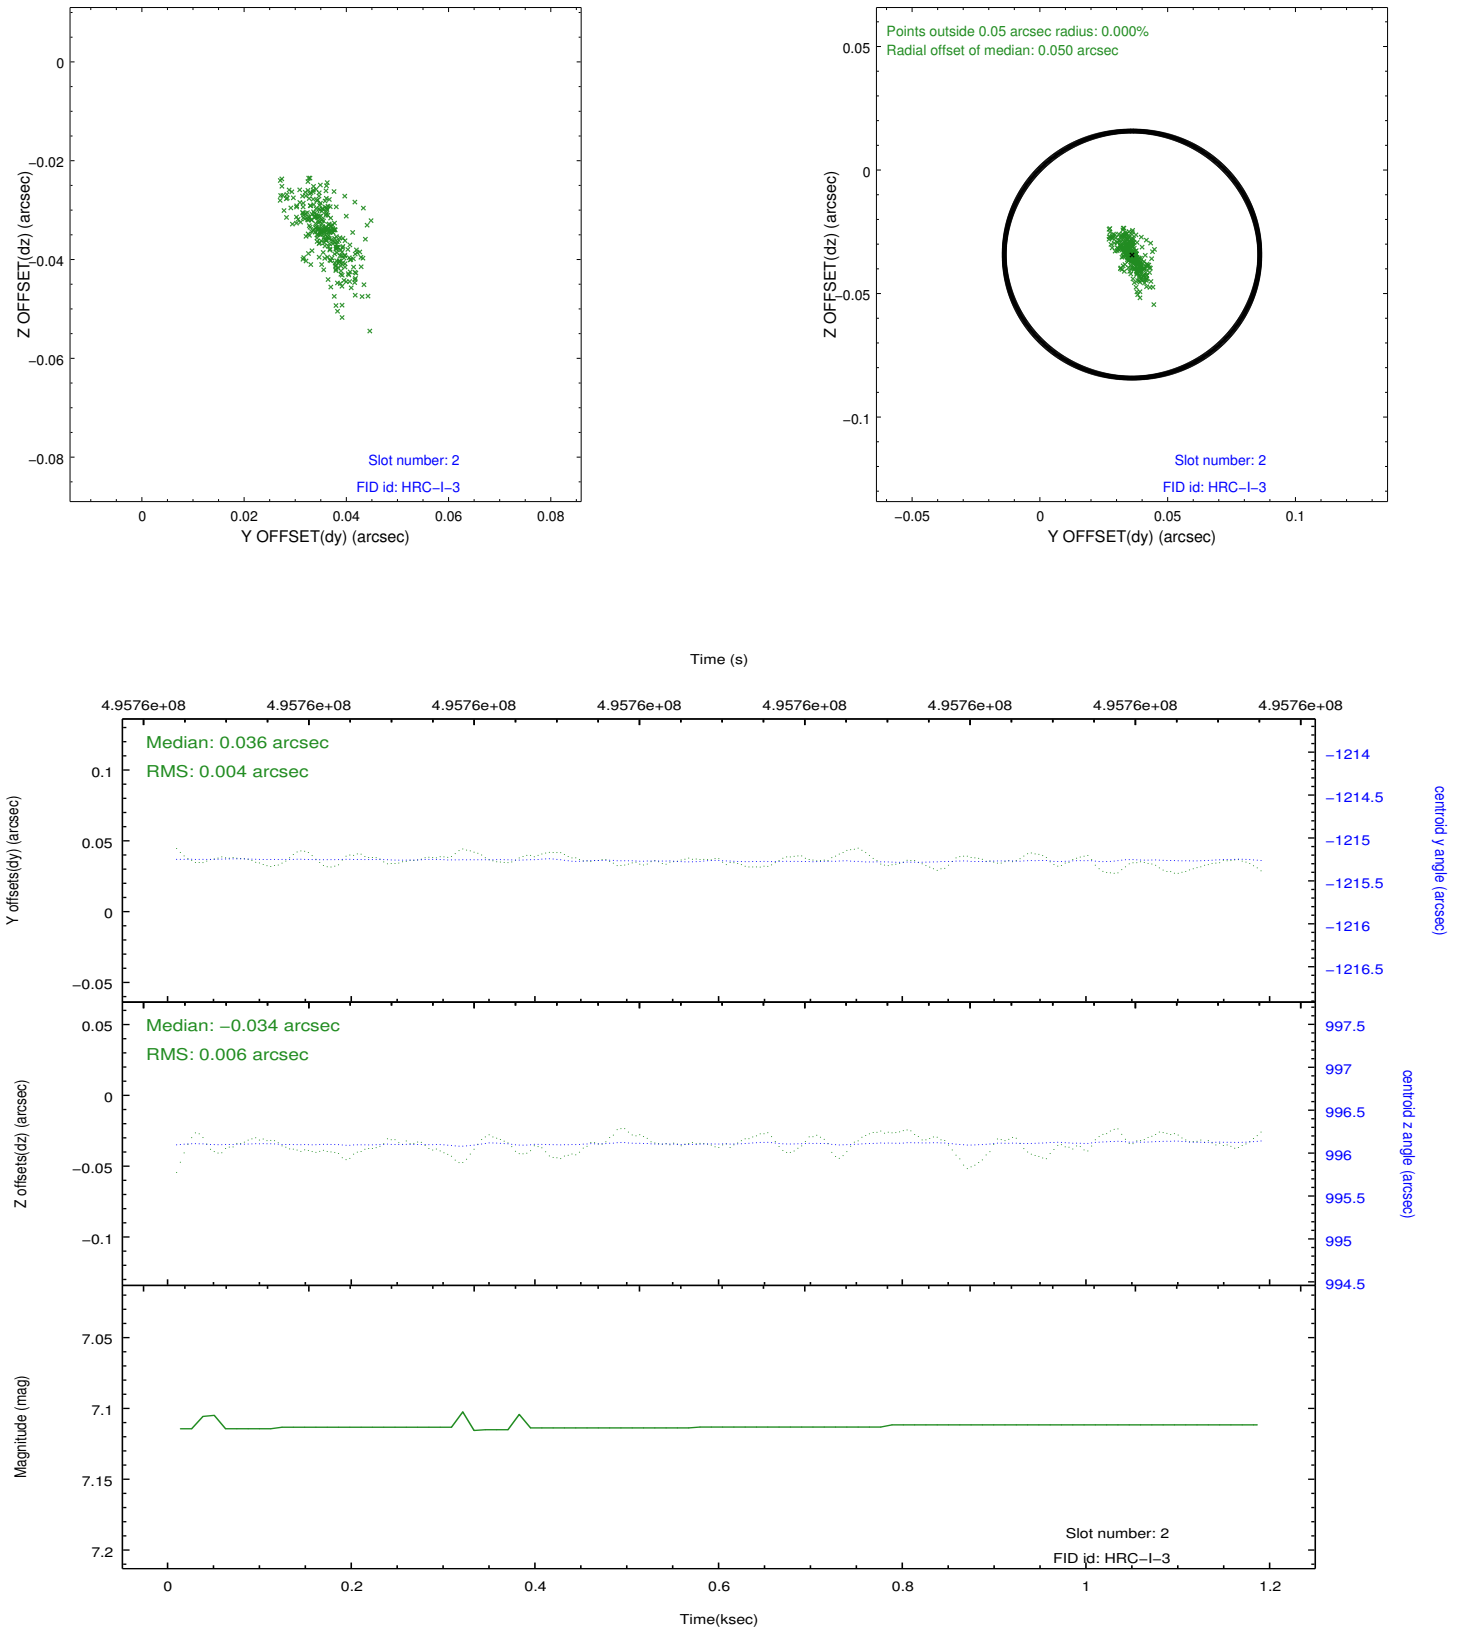 0
−0.02
−0.04
−0.06
−0.08
Z OFFSET(dz) (arcsec)
Slot number: 2
FID id: HRC−I−3
0
0.02
0.04
0.06
0.08
Y OFFSET(dy) (arcsec)
Points outside 0.05 arcsec radius: 0.000%
Radial offset of median: 0.050 arcsec
0.05
0
−0.05
−0.1
Z OFFSET(dz) (arcsec)
Slot number: 2
FID id: HRC−I−3
−0.05
0
0.05
0.1
Y OFFSET(dy) (arcsec)
Time (s)
4.9576e+08 4.9576e+08 4.9576e+08 4.9576e+08 4.9576e+08 4.9576e+08 4.9576e+08 4.9576e+08
Median: 0.036 arcsec
RMS: 0.004 arcsec
0.1
0.05
0
−0.05
Y offsets(dy) (arcsec)
−1214
−1214.5
−1215
−1215.5
−1216
−1216.5
centroid y angle (arcsec)
Median: −0.034 arcsec
RMS: 0.006 arcsec
0.05
0
−0.05
−0.1
Z offsets(dz) (arcsec)
997.5
997
996.5
996
995.5
995
994.5
centroid z angle (arcsec)
7.05
7.1
7.15
7.2
Magnitude (mag)
Slot number: 2
FID id: HRC−I−3
0 0.2 0.4 0.6 0.8 1 1.2
Time(ksec)